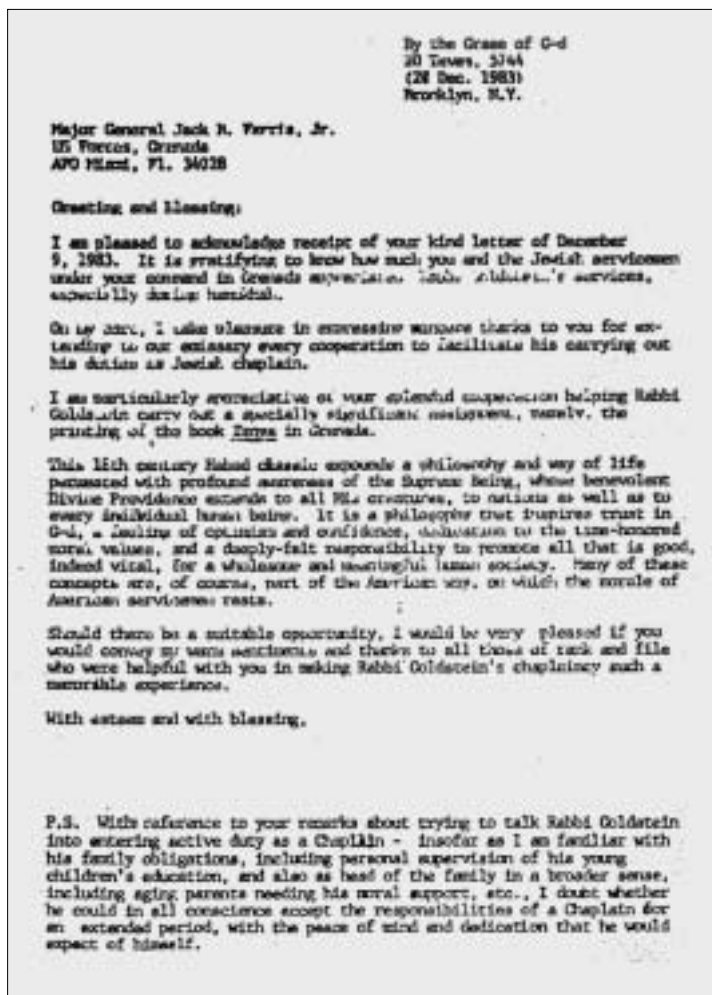 By the Grace of G-d
20 Teves, 5744
(28 Dec. 1983)
Brooklyn, N.Y.
Major General Jack R. Farris, Jr.
US Forces, Grenada
APO Miami, Fl. 34028
Greeting and Blessing:
I am pleased to acknowledge receipt of your kind letter of December
9, 1983. It is gratifying to know how much you and the Jewish servicemen
under your command in Grenada appreciated Rabbi Goldstein's services,
especially during
On my part, I take pleasure in expressing sincere thanks to you for ex-
tending to our emissary every cooperation to facilitate his carrying out
his duties as Jewish chaplain.
I am particularly appreciative of your splendid cooperation helping Rabbi
Goldstein carry out a specially significant assignment, namely, the
printing of the book Tanya in Grenada.
This 18th century Habad classic expounds a philosophy and way of life
permeated with profound awareness of the Supreme Being, whose benevolent
Divine Providence extends to all His creatures, to nations as well as to
every individual human being. It is a philosophy that inspires trust in
G-d, a feeling of optimism and confidence, dedication to the time-honored
moral values, and a deeply-felt responsibility to promote all that is good,
indeed vital, for a wholesome and meaningful human society. Many of these
concepts are, of course, part of the American way, on which the morale of
American servicemen rests.
Should there be a suitable opportunity, I would be very pleased if you
would convey my warm sentiments and thanks to all those of rank and file
who were helpful with you in making Rabbi Goldstein's chaplaincy such a
memorable experience.
With esteem and with blessing,
P.S. With reference to your remarks about trying to talk Rabbi Goldstein
into entering active duty as a Chaplain - insofar as I am familiar with
his family obligations, including personal supervision of his young
children's education, and also as head of the family in a broader sense,
including aging parents needing his moral support, etc., I doubt whether
he could in all conscience accept the responsibilities of a Chaplain for
an extended period, with the peace of mind and dedication that he would
expect of himself.